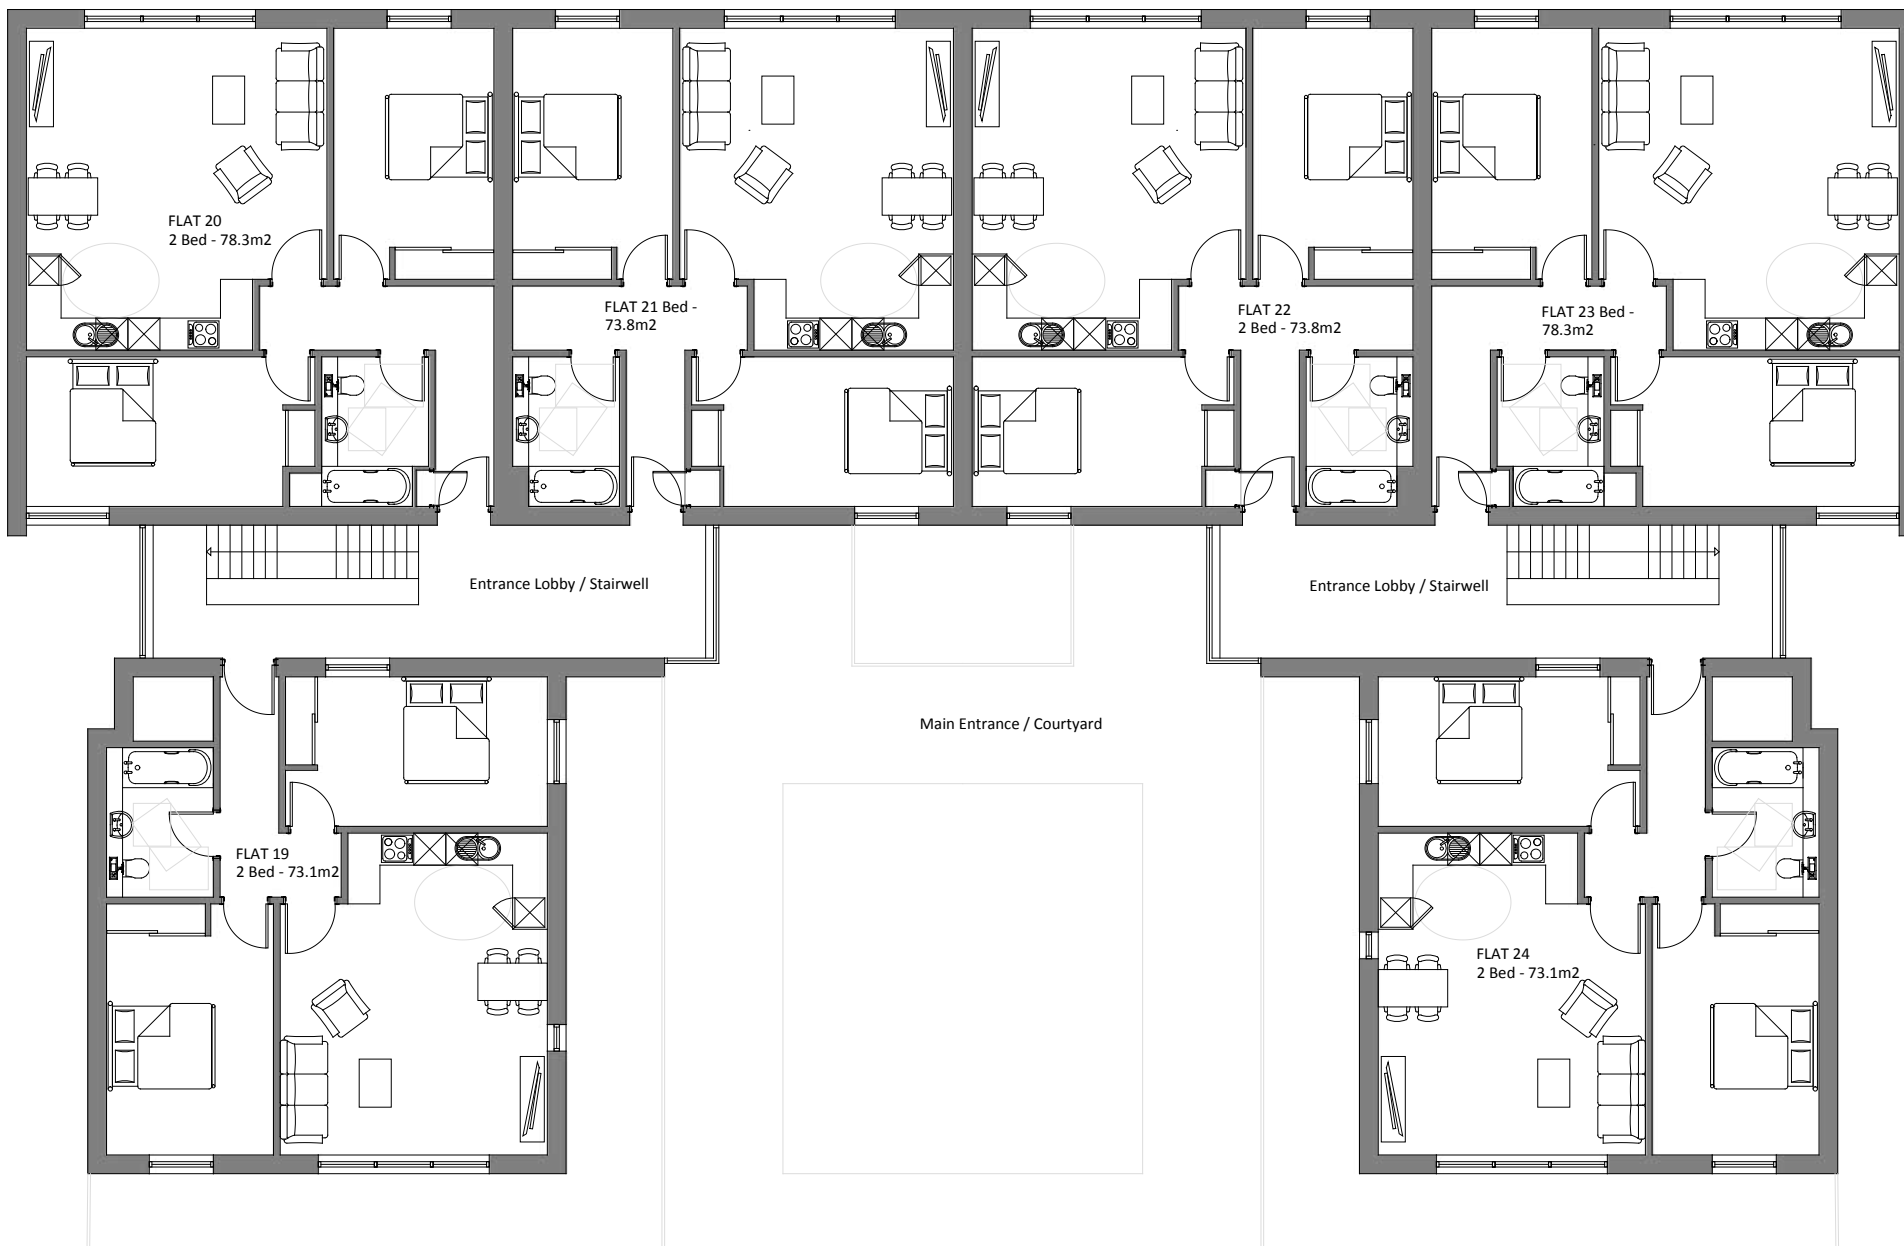 FLAT 20
2 Bed - 78.3m2
FLAT 21 Bed -
73.8m2
FLAT 22
2 Bed - 73.8m2
FLAT 23 Bed -
78.3m2
Entrance Lobby / Stairwell
Entrance Lobby / Stairwell
Main Entrance / Courtyard
FLAT 19
2 Bed - 73.1m2
FLAT 24
2 Bed - 73.1m2